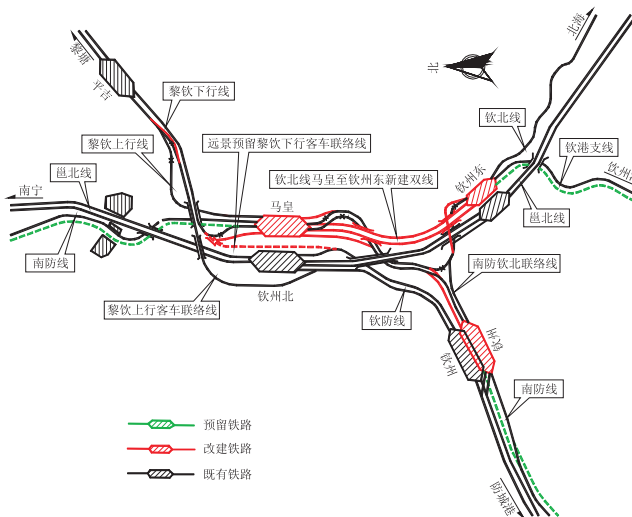 北海
黎塘
北
平吉
黎钦下行线
钦北线
黎钦上行线
远景预留黎钦下行客车联络线
钦港支线
邕北线
南宁
钦北线马皇至钦州东新建双线
钦州东
钦州
马皇
邕北线
南防线
南防钦北联络线
钦州北
黎钦上行客车联络线
钦防线
钦州
钦州
南防线
预留铁路
改建铁路
既有铁路
防城港